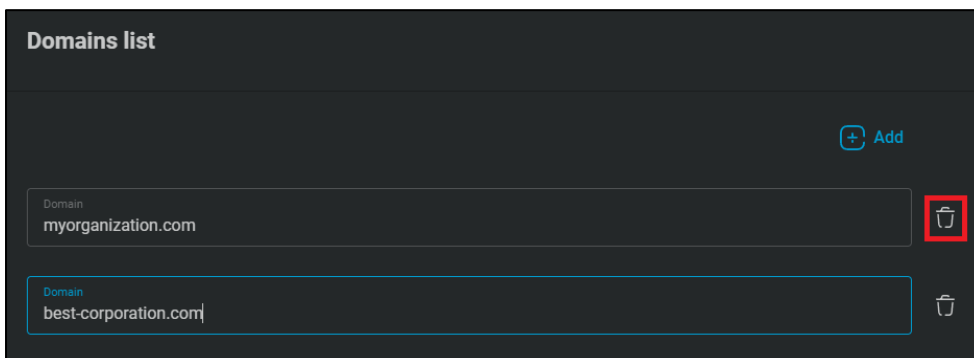 Domains list
Add
Domain
myorganization.com
Domain
best-corporation.com